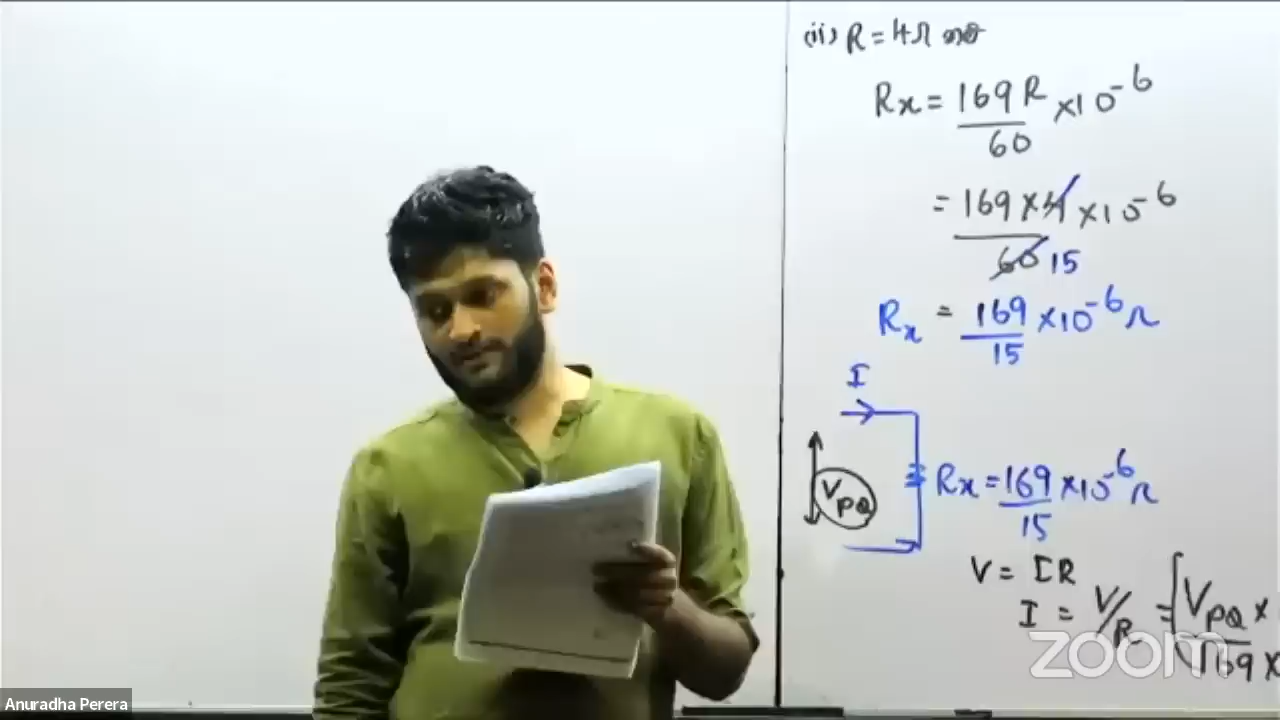 (iii) R = 4Ω නම්
Rx = 169 R × 10⁻⁶
60
= 169 × 4 × 10⁻⁶
60 15
Rx = 169 × 10⁻⁶ Ω
15
I
VPQ
Rx = 169 × 10⁻⁶ Ω
15
V = IR
I = V/R = [VPQ ×
169 ×
zoom
Anuradha Perera